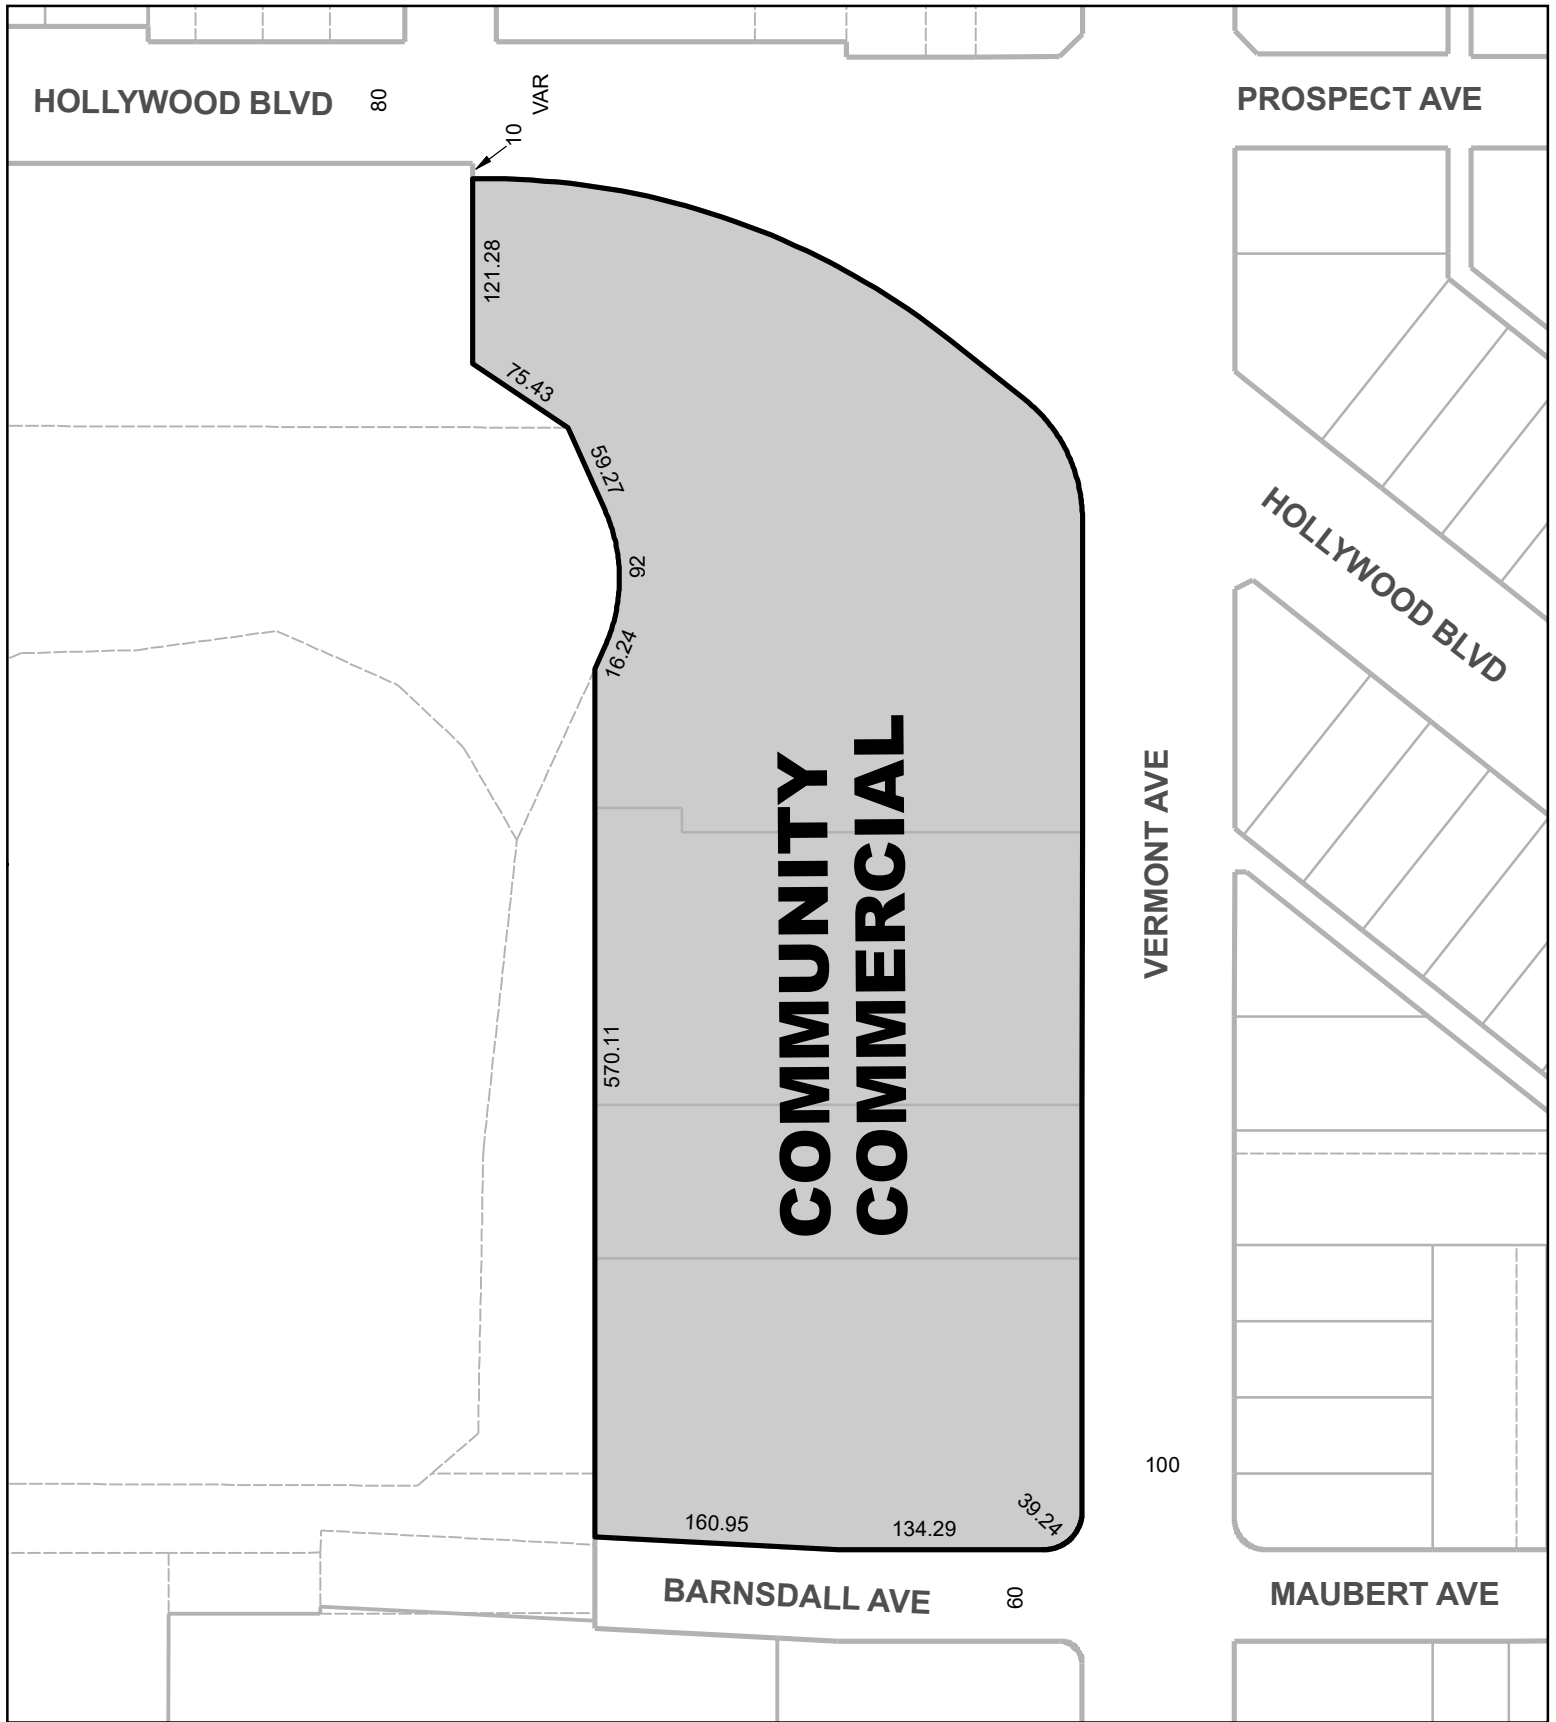 HOLLYWOOD BLVD
80
VAR
10
PROSPECT AVE
121.28
75.43
59.27
92
16.24
HOLLYWOOD BLVD
COMMUNITY
COMMERCIAL
VERMONT AVE
570.11
100
160.95
134.29
39.24
BARNSDALL AVE
60
MAUBERT AVE